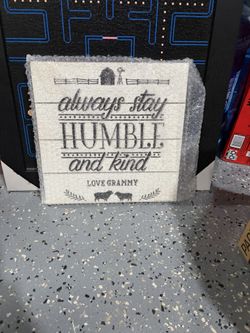 always stay
HUMBLE
and kind
LOVE GRAMMY